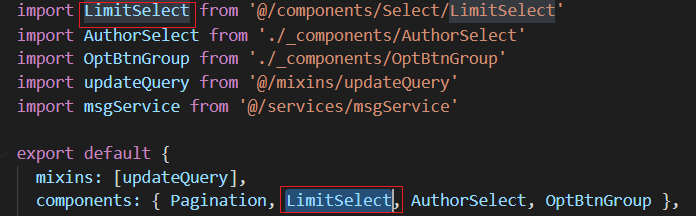 import LimitSelect from '@/components/Select/LimitSelect'
import AuthorSelect from './_components/AuthorSelect'
import OptBtnGroup from './_components/OptBtnGroup'
import updateQuery from '@/mixins/updateQuery'
import msgService from '@/services/msgService'
export default {
mixins: [updateQuery],
components: { Pagination, LimitSelect, AuthorSelect, OptBtnGroup },